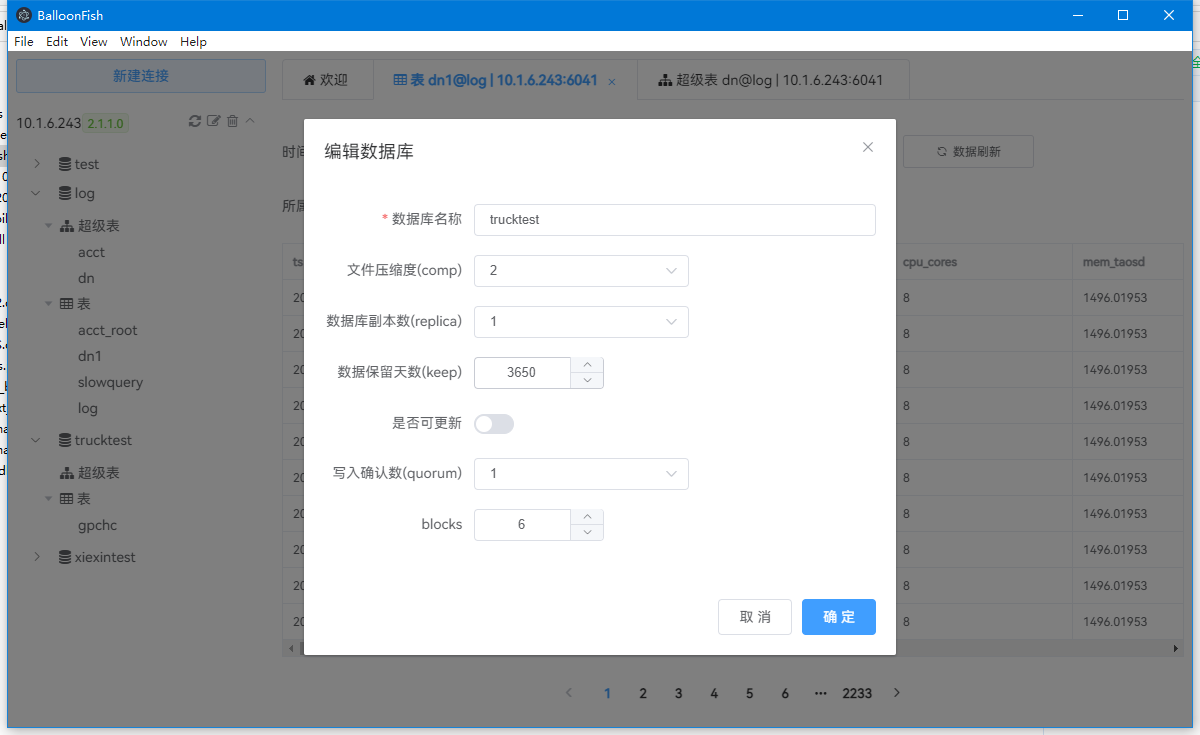 BalloonFish
File Edit View Window Help
新建连接
欢迎
表 dn1@log | 10.1.6.243:6041
超级表 dn@log | 10.1.6.243:6041
10.1.6.243 2.1.1.0
test
log
超级表
acct
dn
表
acct_root
dn1
slowquery
log
trucktest
超级表
表
gpchc
xiexintest
时间
数据刷新
所属
ts cpu_cores mem_taosd
20 8 1496.01953
20 8 1496.01953
20 8 1496.01953
20 8 1496.01953
20 8 1496.01953
20 8 1496.01953
20 8 1496.01953
20 8 1496.01953
20 8 1496.01953
20 8 1496.01953
1 2 3 4 5 6 ••• 2233
编辑数据库
* 数据库名称 trucktest
文件压缩度(comp) 2
数据库副本数(replica) 1
数据保留天数(keep) 3650
是否可更新
写入确认数(quorum) 1
blocks 6
取 消 确 定